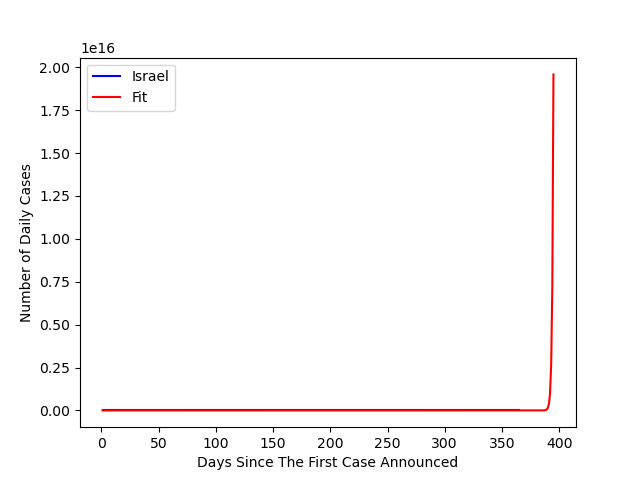 1e16
2.00
1.75
1.50
1.25
1.00
0.75
0.50
0.25
0.00
Number of Daily Cases
Israel
Fit
0 50 100 150 200 250 300 350 400
Days Since The First Case Announced